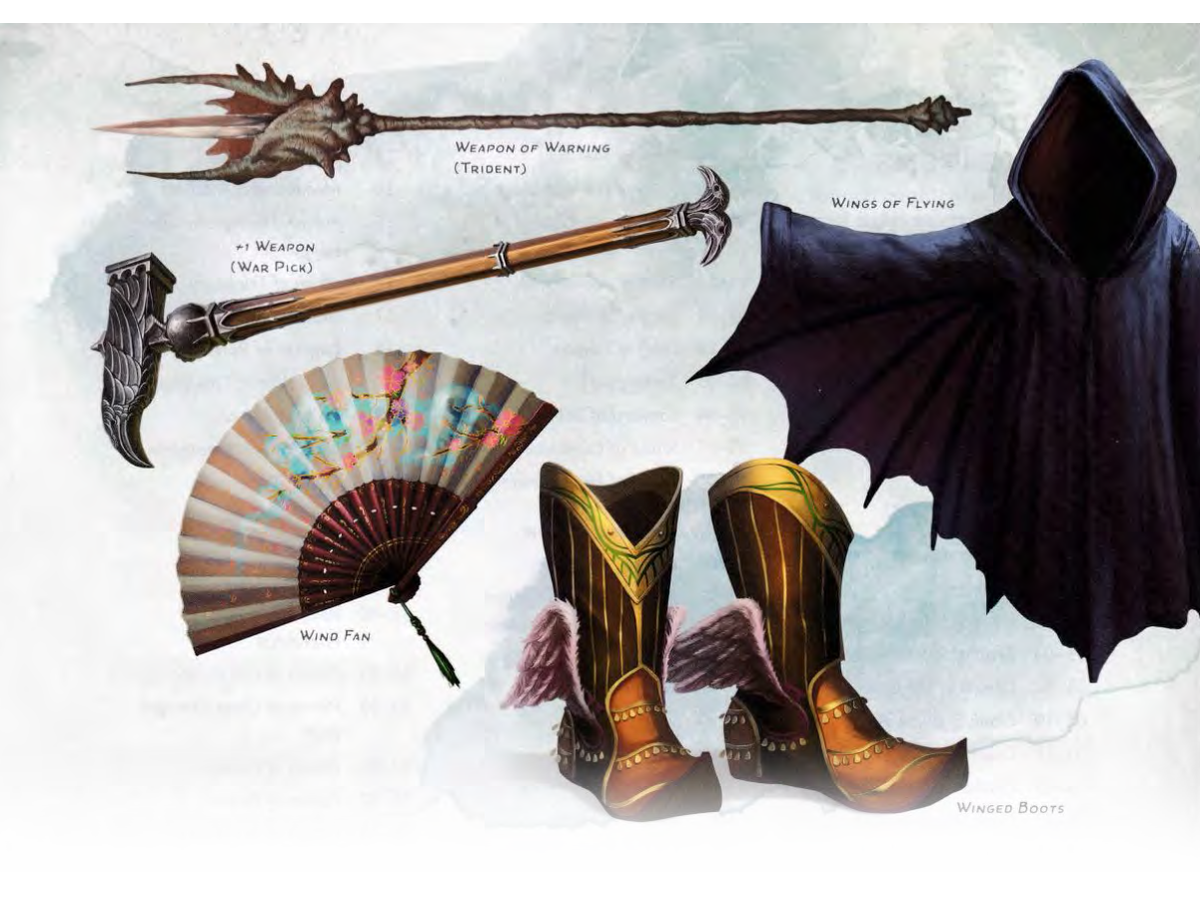 WEAPON OF WARNING
(TRIDENT)
WINGS OF FLYING
+1 WEAPON
(WAR PICK)
WIND FAN
WINGED BOOTS